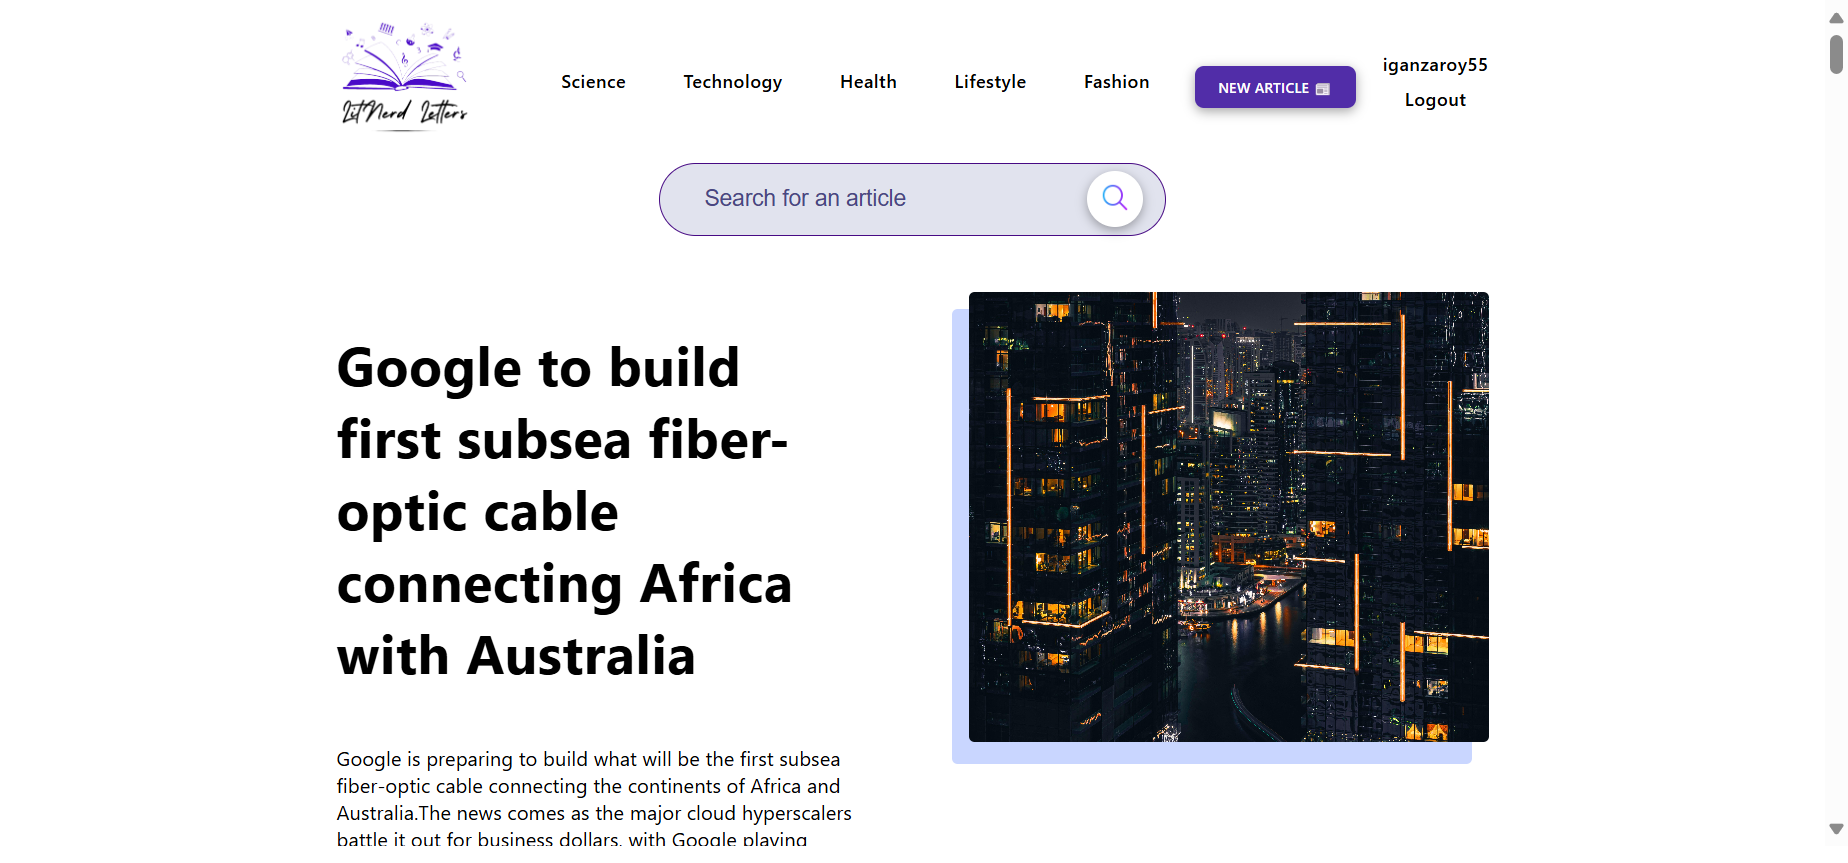 LitNerd Letters
Science
Technology
Health
Lifestyle
Fashion
NEW ARTICLE
iganzaroy55
Logout
Search for an article
Google to build
first subsea fiber-
optic cable
connecting Africa
with Australia
Google is preparing to build what will be the first subsea
fiber-optic cable connecting the continents of Africa and
Australia.The news comes as the major cloud hyperscalers
battle it out for business dollars, with Google playing